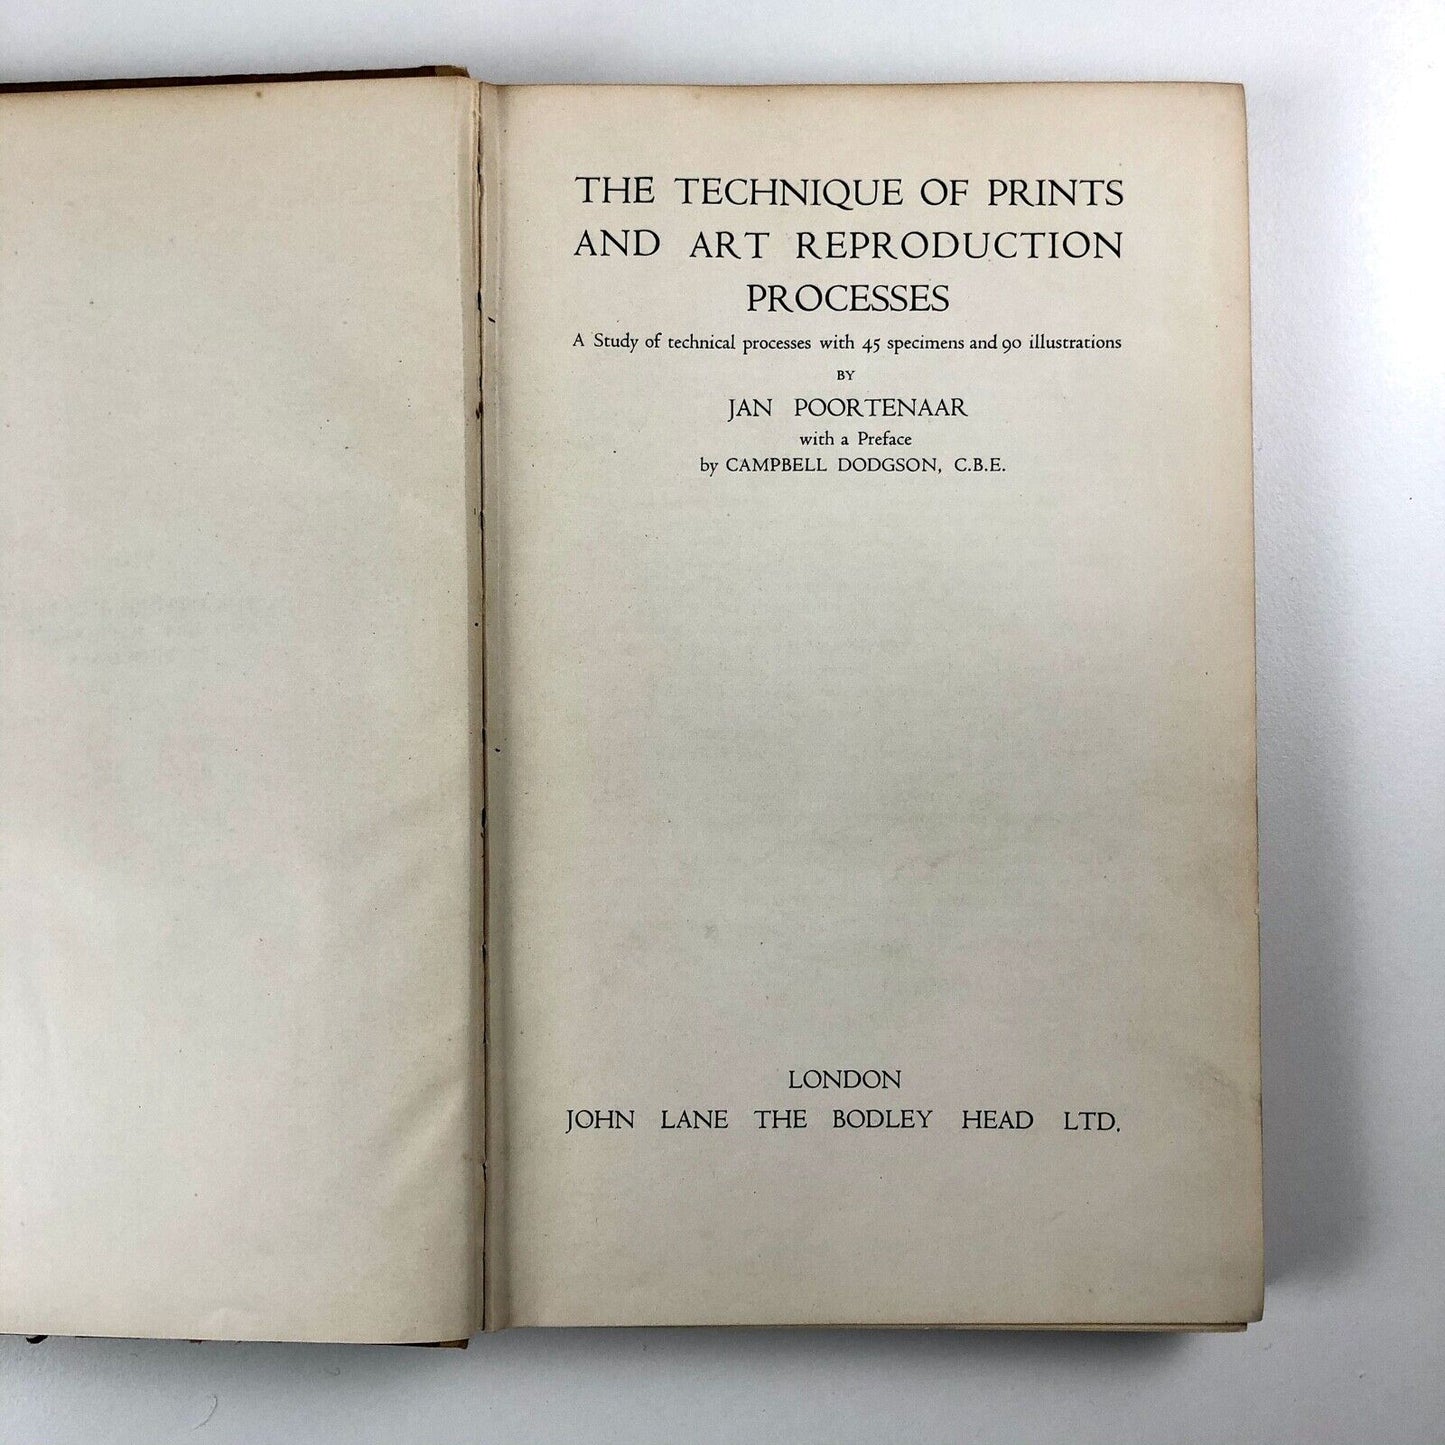 THE TECHNIQUE OF PRINTS
AND ART REPRODUCTION
PROCESSES
A Study of technical processes with 45 specimens and 90 illustrations
BY
JAN POORTENAAR
with a Preface
by CAMPBELL DODGSON, C.B.E.
LONDON
JOHN LANE THE BODLEY HEAD LTD.